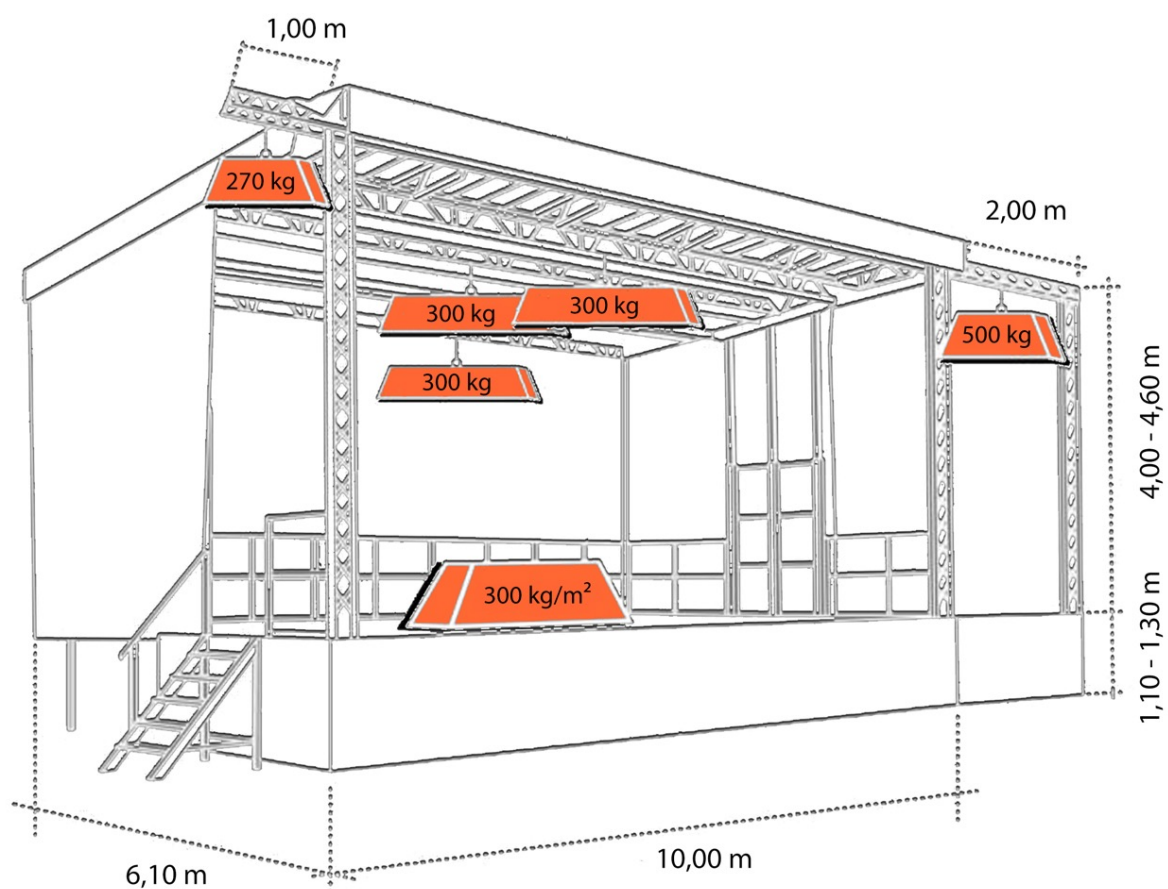 1,00 m
270 kg
2,00 m
300 kg
300 kg
500 kg
300 kg
4,00 - 4,60 m
300 kg/m²
1,10 - 1,30 m
10,00 m
6,10 m